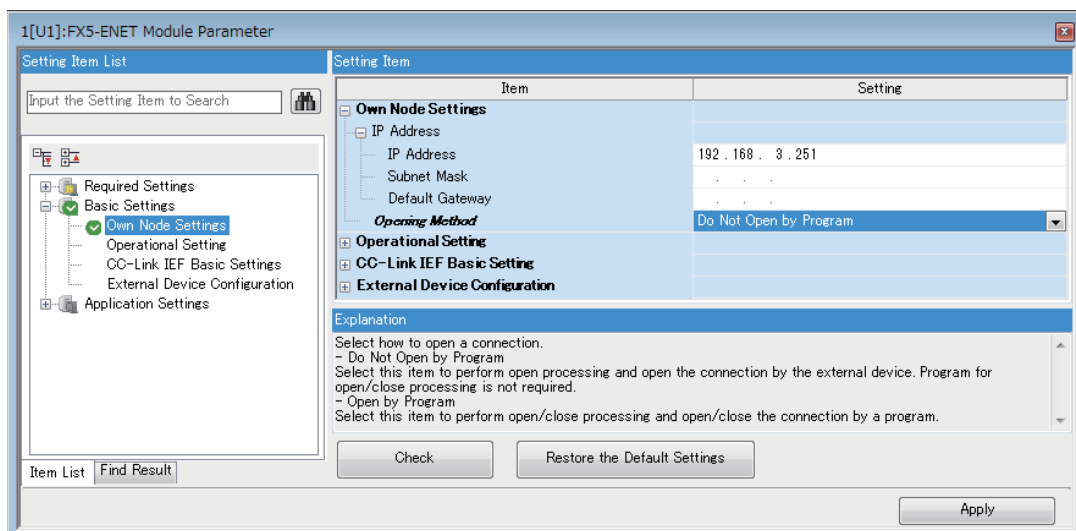 1[U1]:FX5-ENET Module Parameter
Setting Item List
Input the Setting Item to Search
Required Settings
Basic Settings
Own Node Settings
Operational Setting
CC-Link IEF Basic Settings
External Device Configuration
Application Settings
Item List
Find Result
Setting Item
Item Setting
Own Node Settings
IP Address
IP Address 192 . 168 . 3 . 251
Subnet Mask . . .
Default Gateway . . .
Opening Method Do Not Open by Program
Operational Setting
CC-Link IEF Basic Setting
External Device Configuration
Explanation
Select how to open a connection.
- Do Not Open by Program
Select this item to perform open processing and open the connection by the external device. Program for
open/close processing is not required.
- Open by Program
Select this item to perform open/close processing and open/close the connection by a program.
Check
Restore the Default Settings
Apply